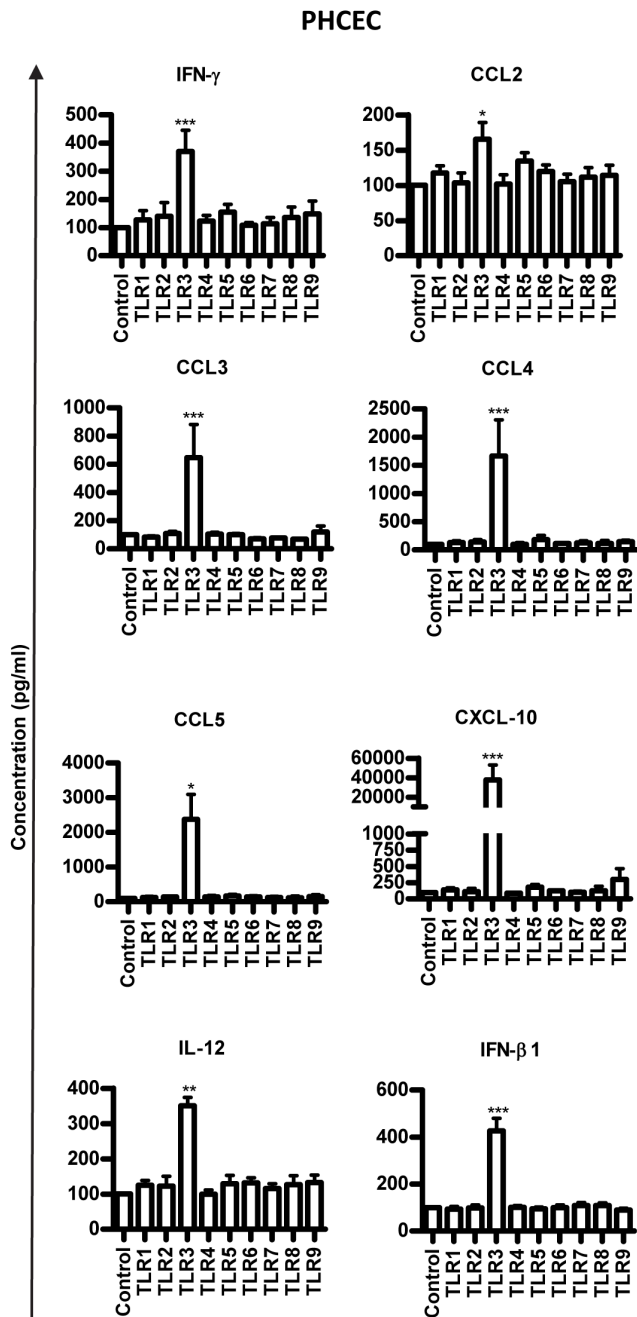 PHCEC
IFN-γ
500
400
300
200
100
0
***
Control
TLR1
TLR2
TLR3
TLR4
TLR5
TLR6
TLR7
TLR8
TLR9
CCL2
200
150
100
50
0
*
Control
TLR1
TLR2
TLR3
TLR4
TLR5
TLR6
TLR7
TLR8
TLR9
CCL3
1000
800
600
400
200
0
***
Control
TLR1
TLR2
TLR3
TLR4
TLR5
TLR6
TLR7
TLR8
TLR9
CCL4
2500
2000
1500
1000
500
0
***
Control
TLR1
TLR2
TLR3
TLR4
TLR5
TLR6
TLR7
TLR8
TLR9
Concentration (pg/ml)
CCL5
4000
3000
2000
1000
0
*
Control
TLR1
TLR2
TLR3
TLR4
TLR5
TLR6
TLR7
TLR8
TLR9
CXCL-10
60000
40000
20000
1000
750
500
250
0
***
Control
TLR1
TLR2
TLR3
TLR4
TLR5
TLR6
TLR7
TLR8
TLR9
IL-12
400
300
200
100
0
**
Control
TLR1
TLR2
TLR3
TLR4
TLR5
TLR6
TLR7
TLR8
TLR9
IFN-β 1
600
400
200
0
***
Control
TLR1
TLR2
TLR3
TLR4
TLR5
TLR6
TLR7
TLR8
TLR9